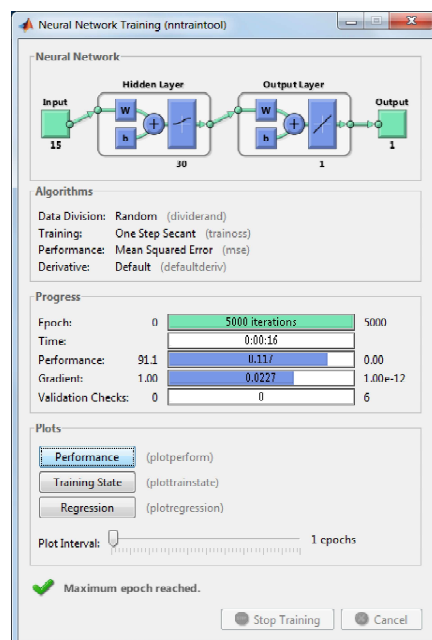 Neural Network Training (nntraintool)
Neural Network
Hidden Layer Output Layer
Input Output
W W
b b
15 30 1 1
Algorithms
Data Division: Random (dividerand)
Training: One Step Secant (trainoss)
Performance: Mean Squared Error (mse)
Derivative: Default (defaultderiv)
Progress
Epoch: 0 5000 iterations 5000
Time: 0:00:16
Performance: 91.1 0.117 0.00
Gradient: 1.00 0.0227 1.00e-12
Validation Checks: 0 0 6
Plots
Performance (plotperform)
Training State (plottrainstate)
Regression (plotregression)
Plot Interval: 1 epochs
Maximum epoch reached.
Stop Training Cancel